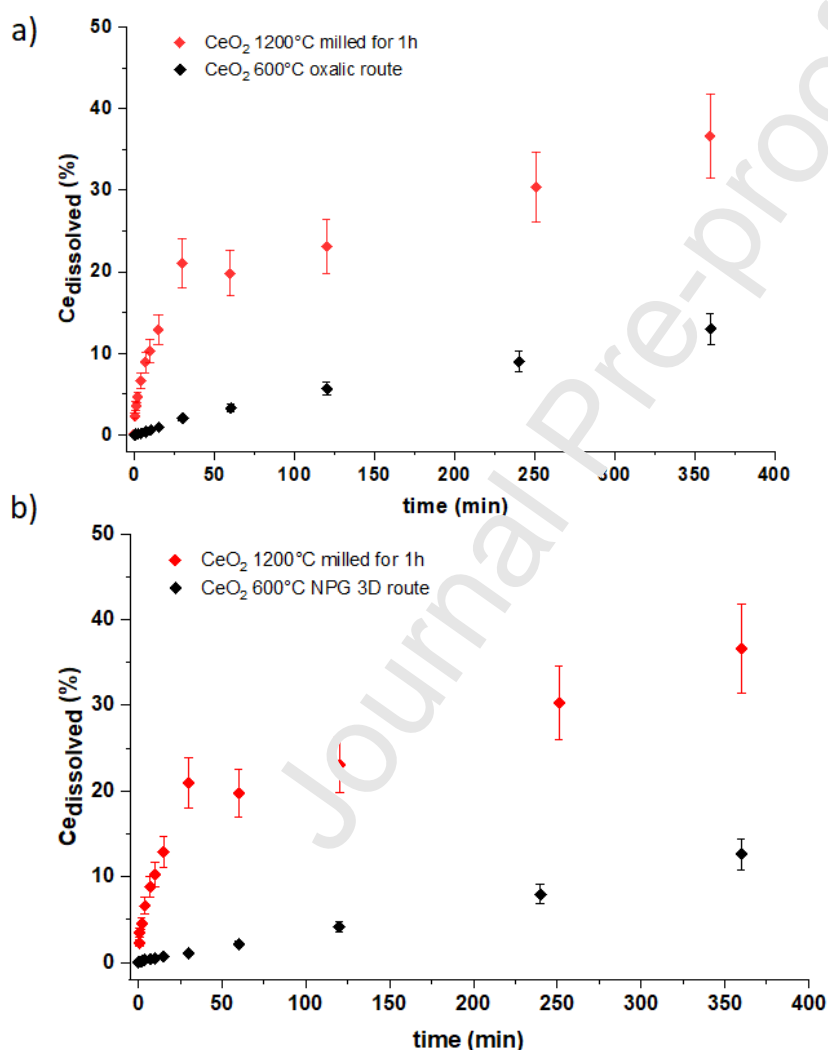 a)
50
40
30
20
10
0
Ce_dissolved (%)
CeO₂ 1200°C milled for 1h
CeO₂ 600°C oxalic route
0 50 100 150 200 250 300 350 400
time (min)
b)
50
40
30
20
10
0
Ce_dissolved (%)
CeO₂ 1200°C milled for 1h
CeO₂ 600°C NPG 3D route
0 50 100 150 200 250 300 350 400
time (min)
Journal Pre-proof